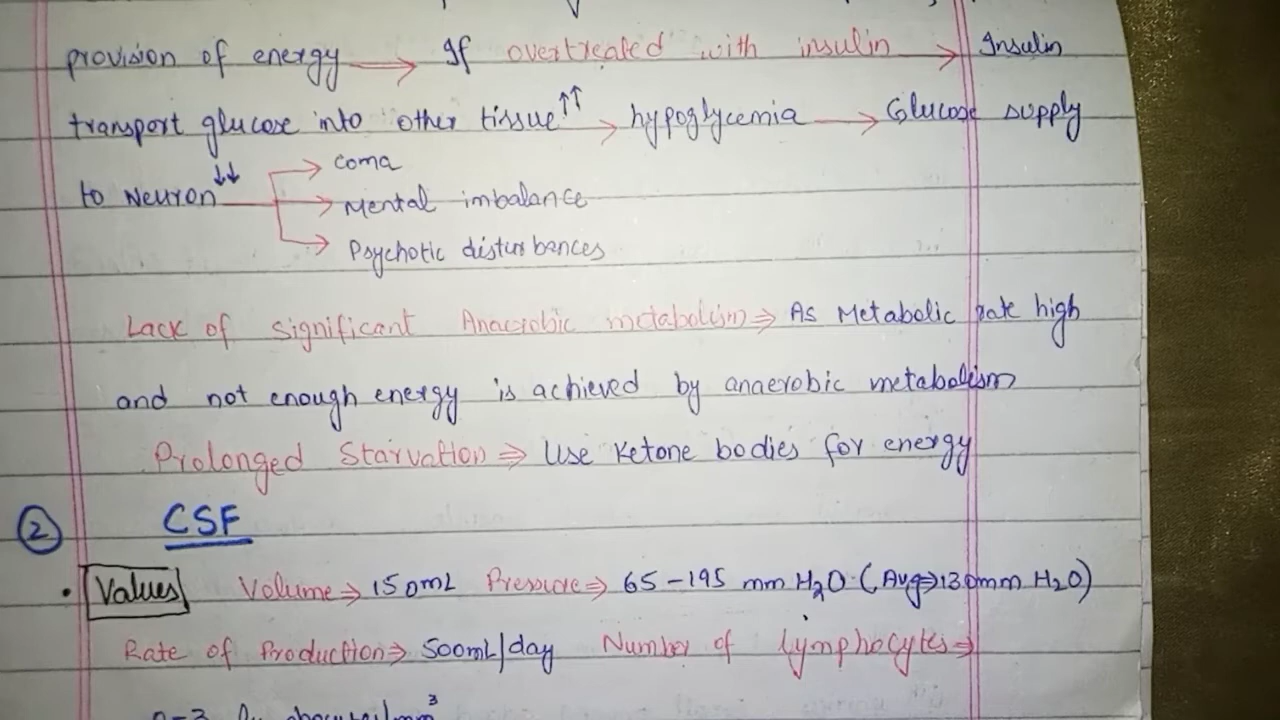 provision of energy → If overtreated with insulin → Insulin
transport glucose into other tissue ↑↑ → hypoglycemia → Glucose supply
to Neuron ↓↓ → Coma
→ Mental imbalance
→ Psychotic disturbances
Lack of significant Anaerobic metabolism ⇒ As Metabolic rate high
and not enough energy is achieved by anaerobic metabolism
Prolonged Starvation ⇒ Use Ketone bodies for energy
② CSF
• Values Volume ⇒ 150mL Pressure ⇒ 65-195 mm H₂O. (Avg ⇒ 130mm H₂O)
Rate of Production ⇒ 500mL/day Number of lymphocytes ⇒